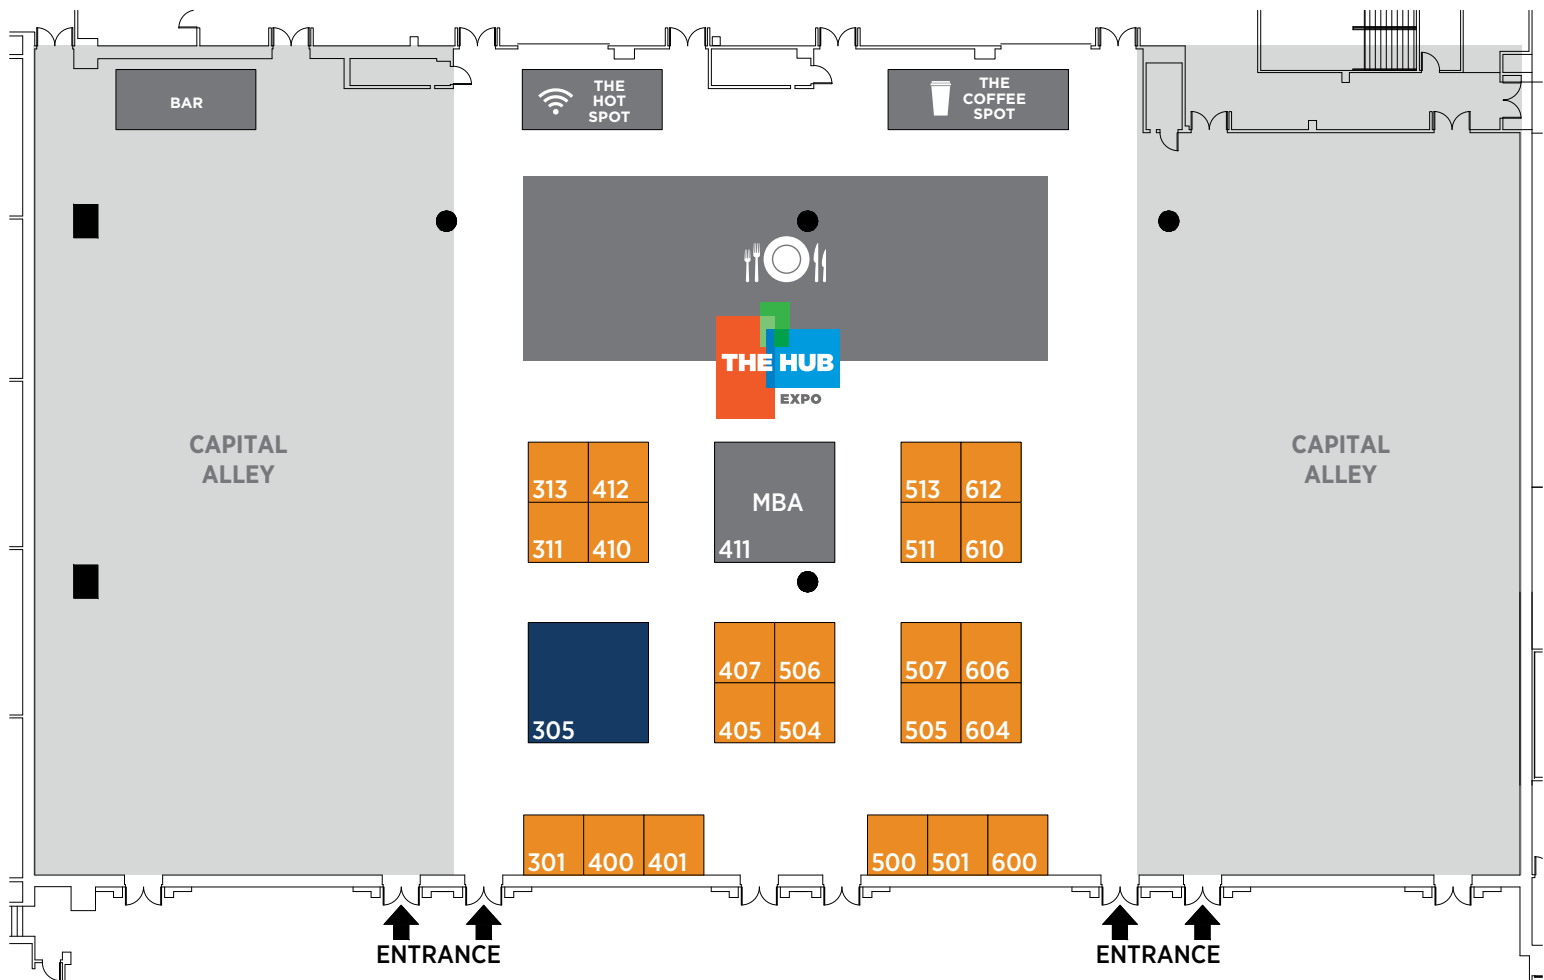 BAR
THE
HOT
SPOT
THE
COFFEE
SPOT
THE HUB
EXPO
CAPITAL
ALLEY
CAPITAL
ALLEY
313 412
311 410
MBA
411
513 612
511 610
305
407 506
405 504
507 606
505 604
301 400 401
500 501 600
ENTRANCE
ENTRANCE